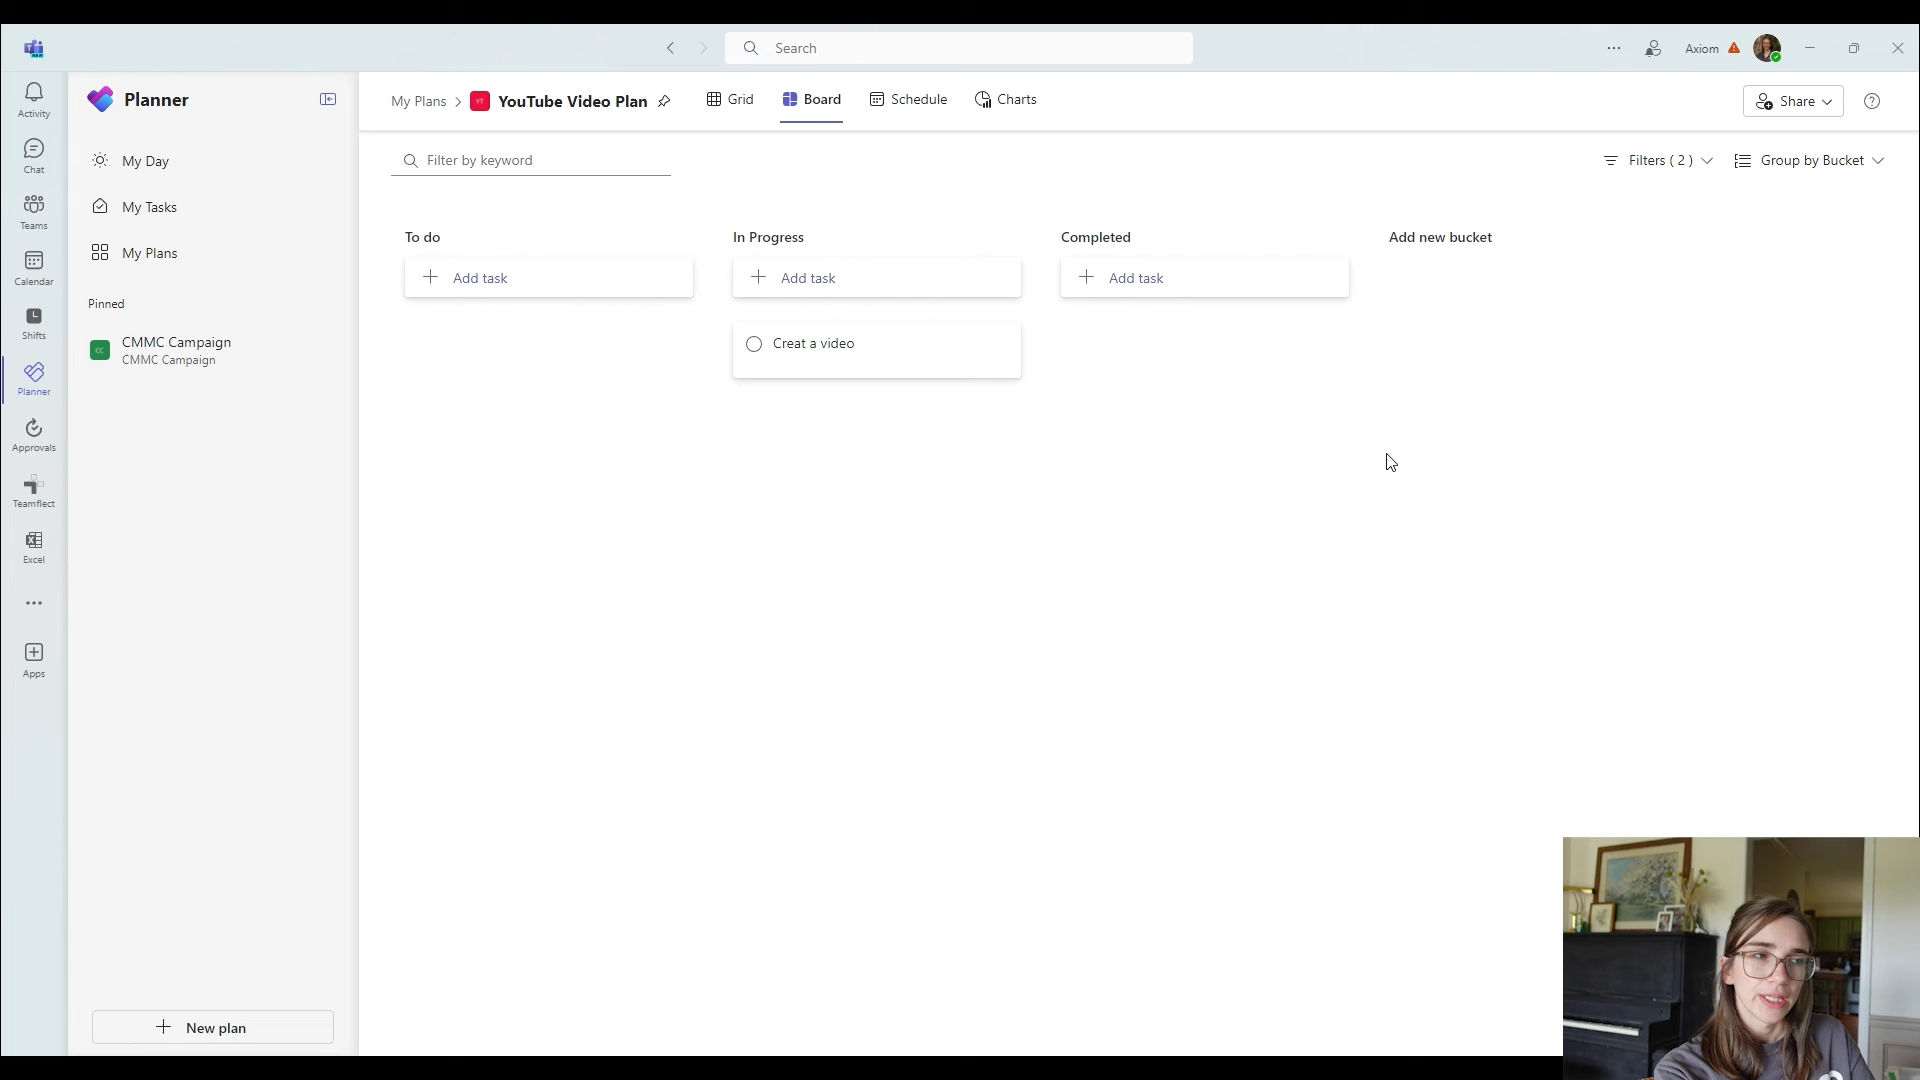 Search
Axiom
Activity
Chat
Teams
Calendar
Shifts
Planner
Approvals
Teamflect
Excel
Apps
Planner
My Day
My Tasks
My Plans
Pinned
CC
CMMC Campaign
CMMC Campaign
New plan
My Plans > YT YouTube Video Plan
Grid
Board
Schedule
Charts
Share
Filter by keyword
Filters ( 2 )
Group by Bucket
To do
Add task
In Progress
Add task
Creat a video
Completed
Add task
Add new bucket